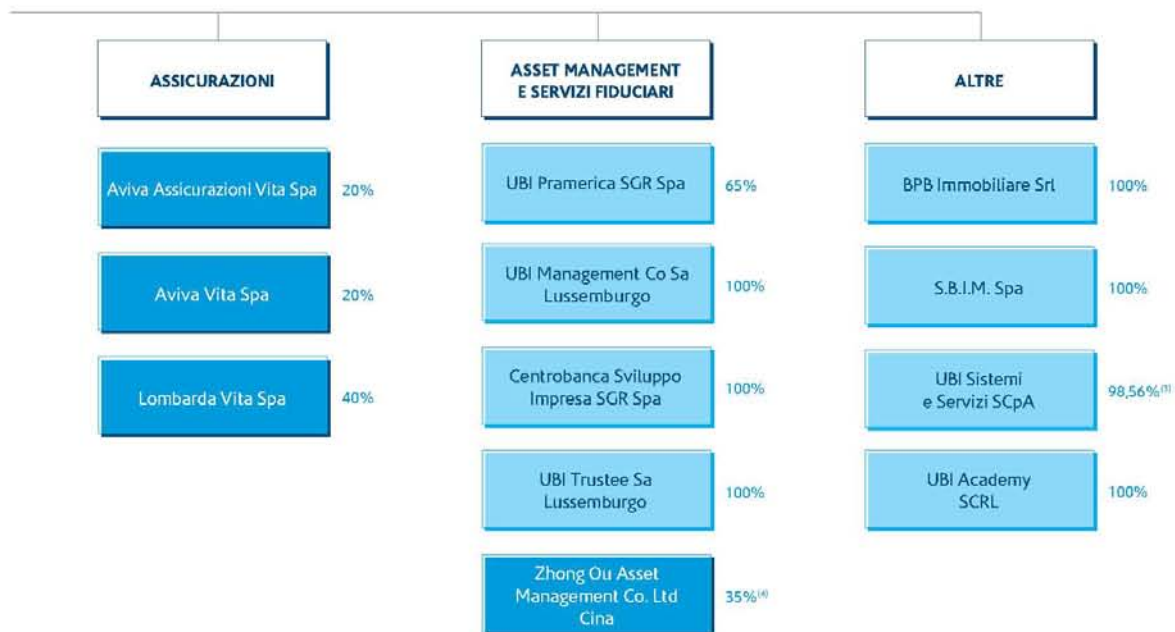 ASSICURAZIONI
Aviva Assicurazioni Vita Spa
20%
Aviva Vita Spa
20%
Lombarda Vita Spa
40%
ASSET MANAGEMENT
E SERVIZI FIDUCIARI
UBI Pramerica SGR Spa
65%
UBI Management Co Sa
Lussemburgo
100%
Centrobanca Sviluppo
Impresa SGR Spa
100%
UBI Trustee Sa
Lussemburgo
100%
Zhong Ou Asset
Management Co. Ltd
Cina
35%(4)
ALTRE
BPB Immobiliare Srl
100%
S.B.I.M. Spa
100%
UBI Sistemi
e Servizi SCpA
98,56%
UBI Academy
SCRL
100%